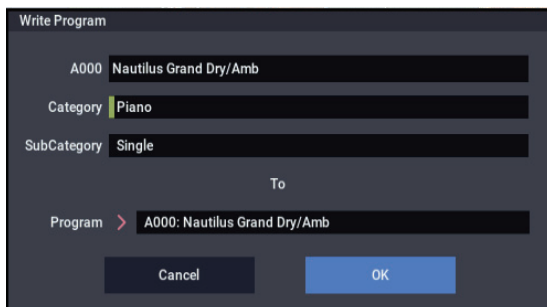 Write Program
A000 Nautilus Grand Dry/Amb
Category Piano
SubCategory Single
To
Program > A000: Nautilus Grand Dry/Amb
Cancel OK